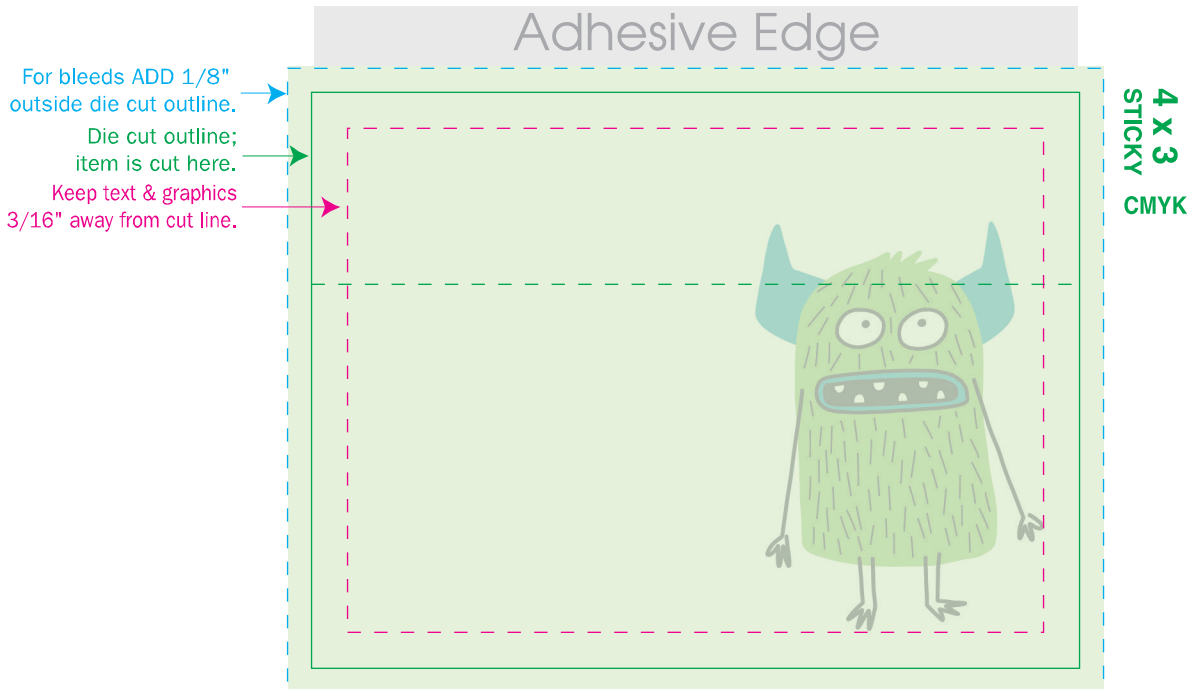 Adhesive Edge
For bleeds ADD 1/8"
outside die cut outline.
Die cut outline;
item is cut here.
Keep text & graphics
3/16" away from cut line.
4 x 3
STICKY
CMYK